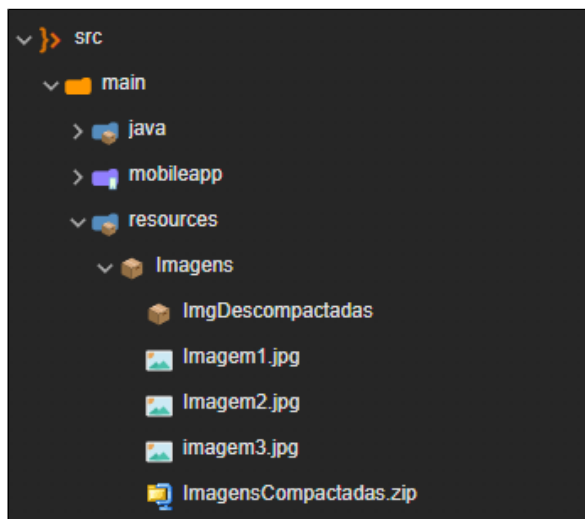 src
main
java
mobileapp
resources
Imagens
ImgDescompactadas
Imagem1.jpg
Imagem2.jpg
imagem3.jpg
ImagensCompactadas.zip